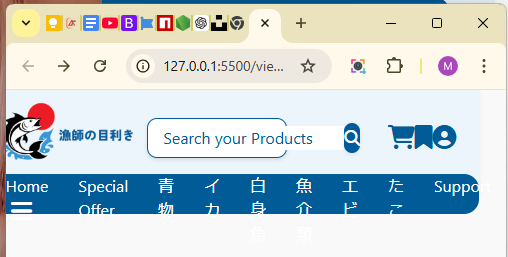 127.0.0.1:5500/vie...
M
漁師の目利き
Search your Products
Home
Special
Offer
青
物
イ
カ
白
身
魚
魚
介
類
エ
ビ
た
こ
Support